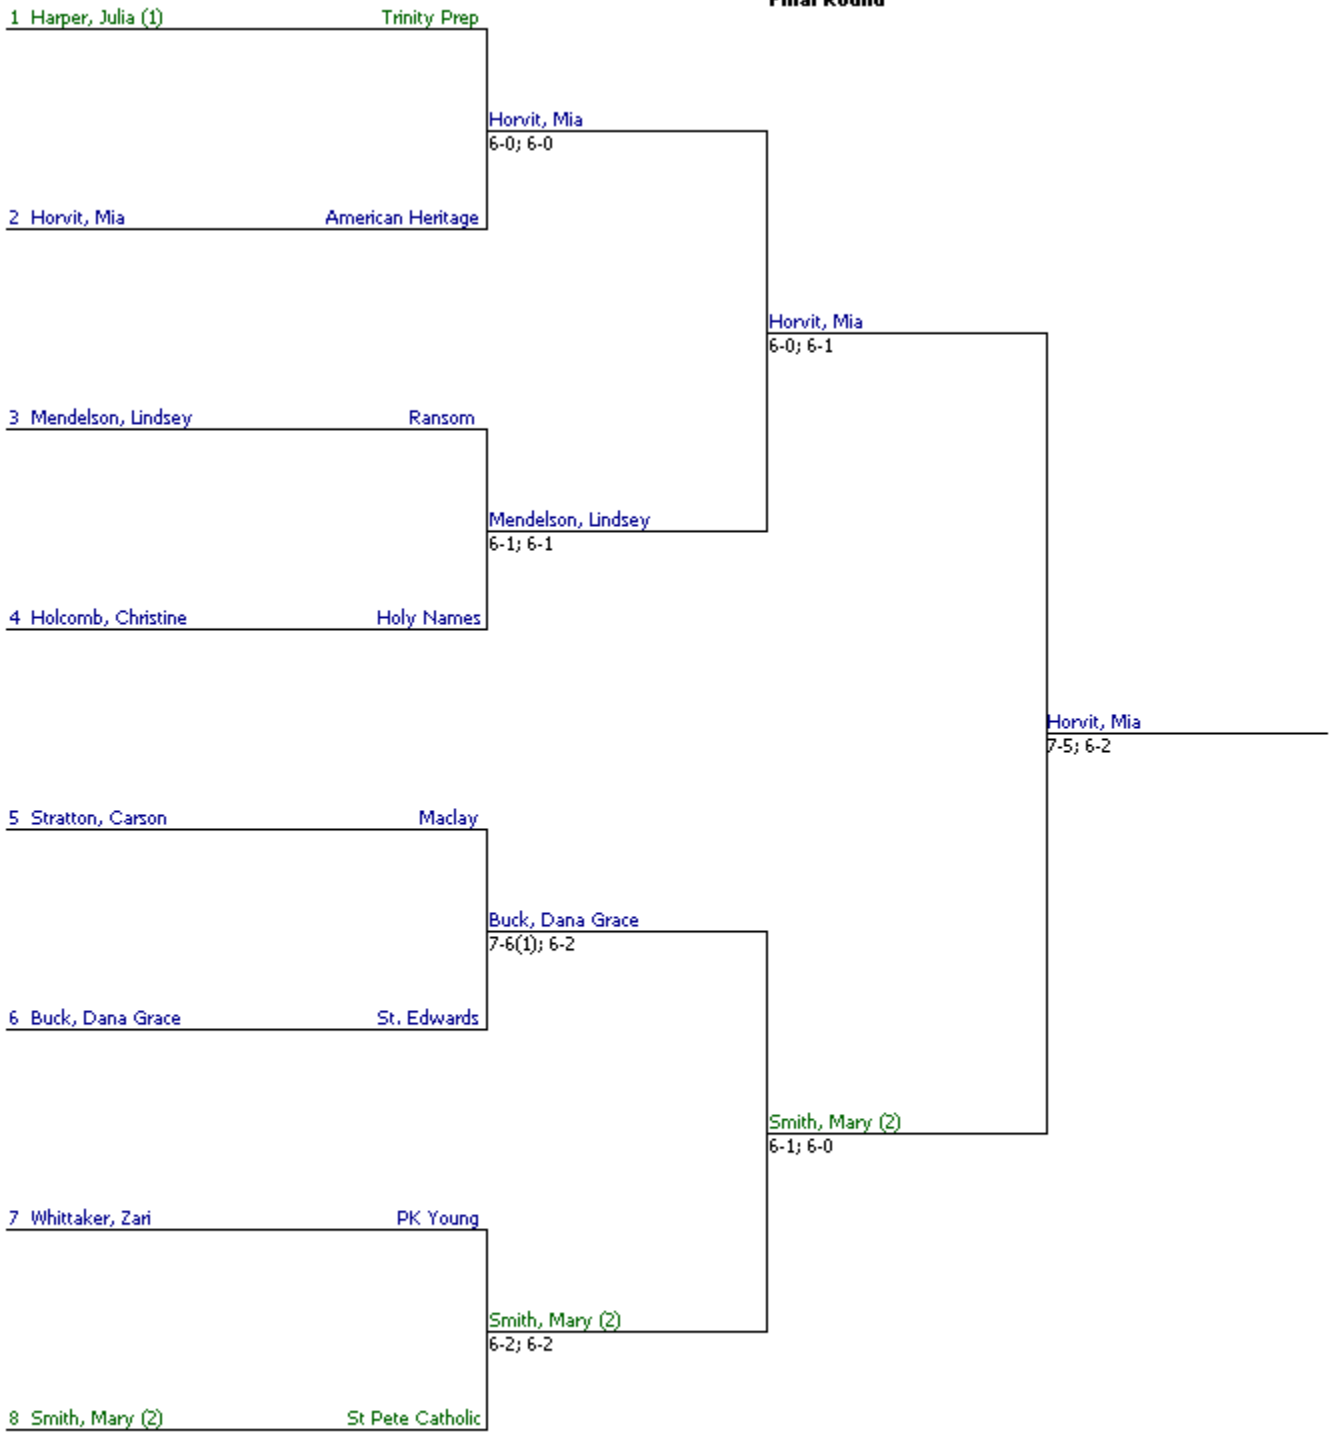 Final Round
1 Harper, Julia (1) Trinity Prep
Horvit, Mia
6-0; 6-0
2 Horvit, Mia American Heritage
Horvit, Mia
6-0; 6-1
3 Mendelson, Lindsey Ransom
Mendelson, Lindsey
6-1; 6-1
4 Holcomb, Christine Holy Names
Horvit, Mia
7-5; 6-2
5 Stratton, Carson Maclay
Buck, Dana Grace
7-6(1); 6-2
6 Buck, Dana Grace St. Edwards
Smith, Mary (2)
6-1; 6-0
7 Whittaker, Zari PK Young
Smith, Mary (2)
6-2; 6-2
8 Smith, Mary (2) St Pete Catholic